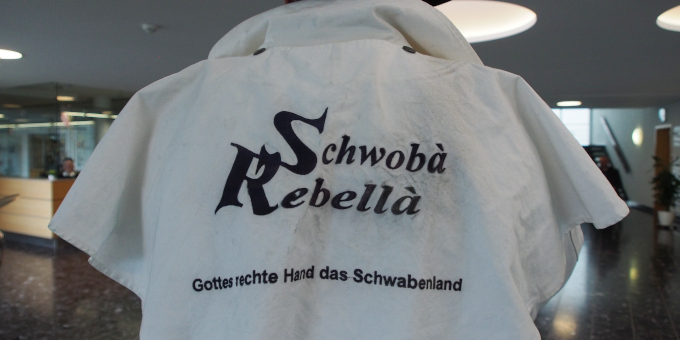 Schwobà
Rebellà
Gottes rechte Hand das Schwabenland